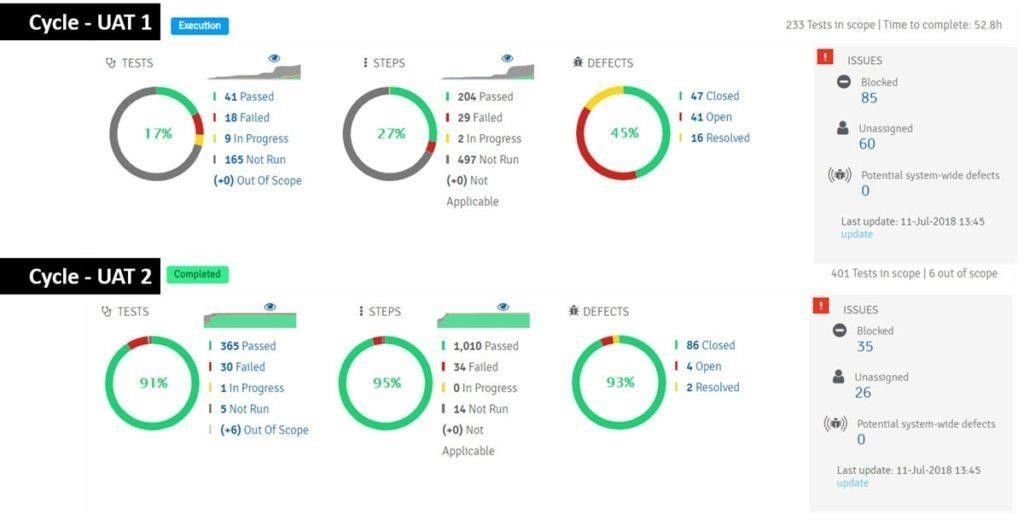 Cycle - UAT 1
Execution
233 Tests in scope | Time to complete: 52.8h
TESTS
17%
41 Passed
18 Failed
9 In Progress
165 Not Run
(+0) Out Of Scope
STEPS
27%
204 Passed
29 Failed
2 In Progress
497 Not Run
(+0) Not
Applicable
DEFECTS
45%
47 Closed
41 Open
16 Resolved
! ISSUES
Blocked
85
Unassigned
60
Potential system-wide defects
0
Last update: 11-Jul-2018 13:45
update
Cycle - UAT 2
Completed
401 Tests in scope | 6 out of scope
TESTS
91%
365 Passed
30 Failed
1 In Progress
5 Not Run
(+6) Out Of Scope
STEPS
95%
1,010 Passed
34 Failed
0 In Progress
14 Not Run
(+0) Not
Applicable
DEFECTS
93%
86 Closed
4 Open
2 Resolved
! ISSUES
Blocked
35
Unassigned
26
Potential system-wide defects
0
Last update: 11-Jul-2018 13:45
update